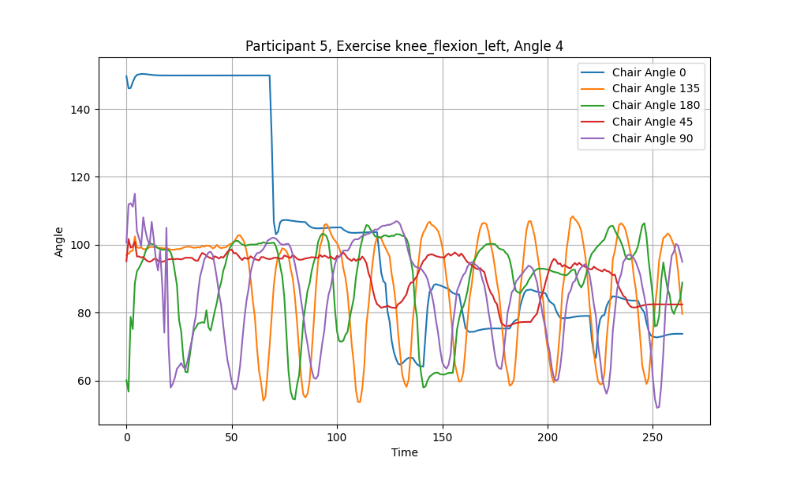 Participant 5, Exercise knee_flexion_left, Angle 4
Chair Angle 0
Chair Angle 135
Chair Angle 180
Chair Angle 45
Chair Angle 90
140
120
100
80
60
Angle
0
50
100
150
200
250
Time